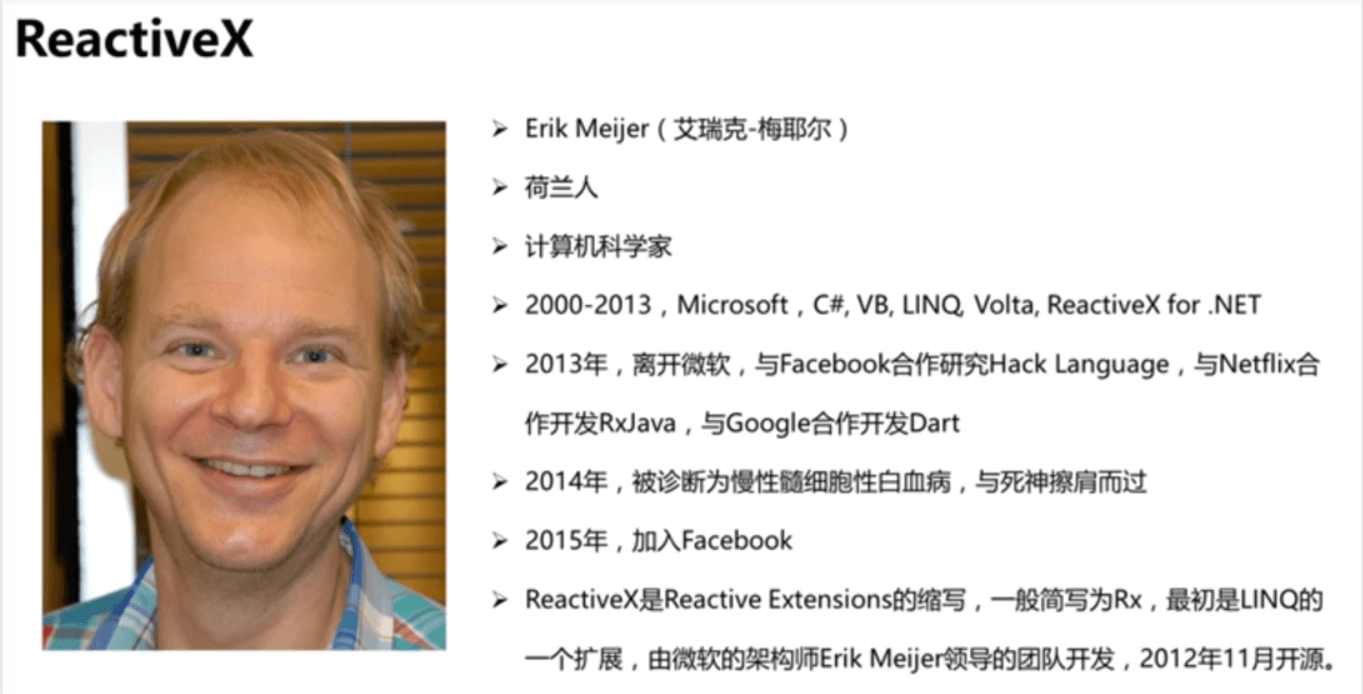 ReactiveX
➢ Erik Meijer（艾瑞克-梅耶尔）
➢ 荷兰人
➢ 计算机科学家
➢ 2000-2013，Microsoft，C#, VB, LINQ, Volta, ReactiveX for .NET
➢ 2013年，离开微软，与Facebook合作研究Hack Language，与Netflix合
作开发RxJava，与Google合作开发Dart
➢ 2014年，被诊断为慢性髓细胞性白血病，与死神擦肩而过
➢ 2015年，加入Facebook
➢ ReactiveX是Reactive Extensions的缩写，一般简写为Rx，最初是LINQ的
一个扩展，由微软的架构师Erik Meijer领导的团队开发，2012年11月开源。